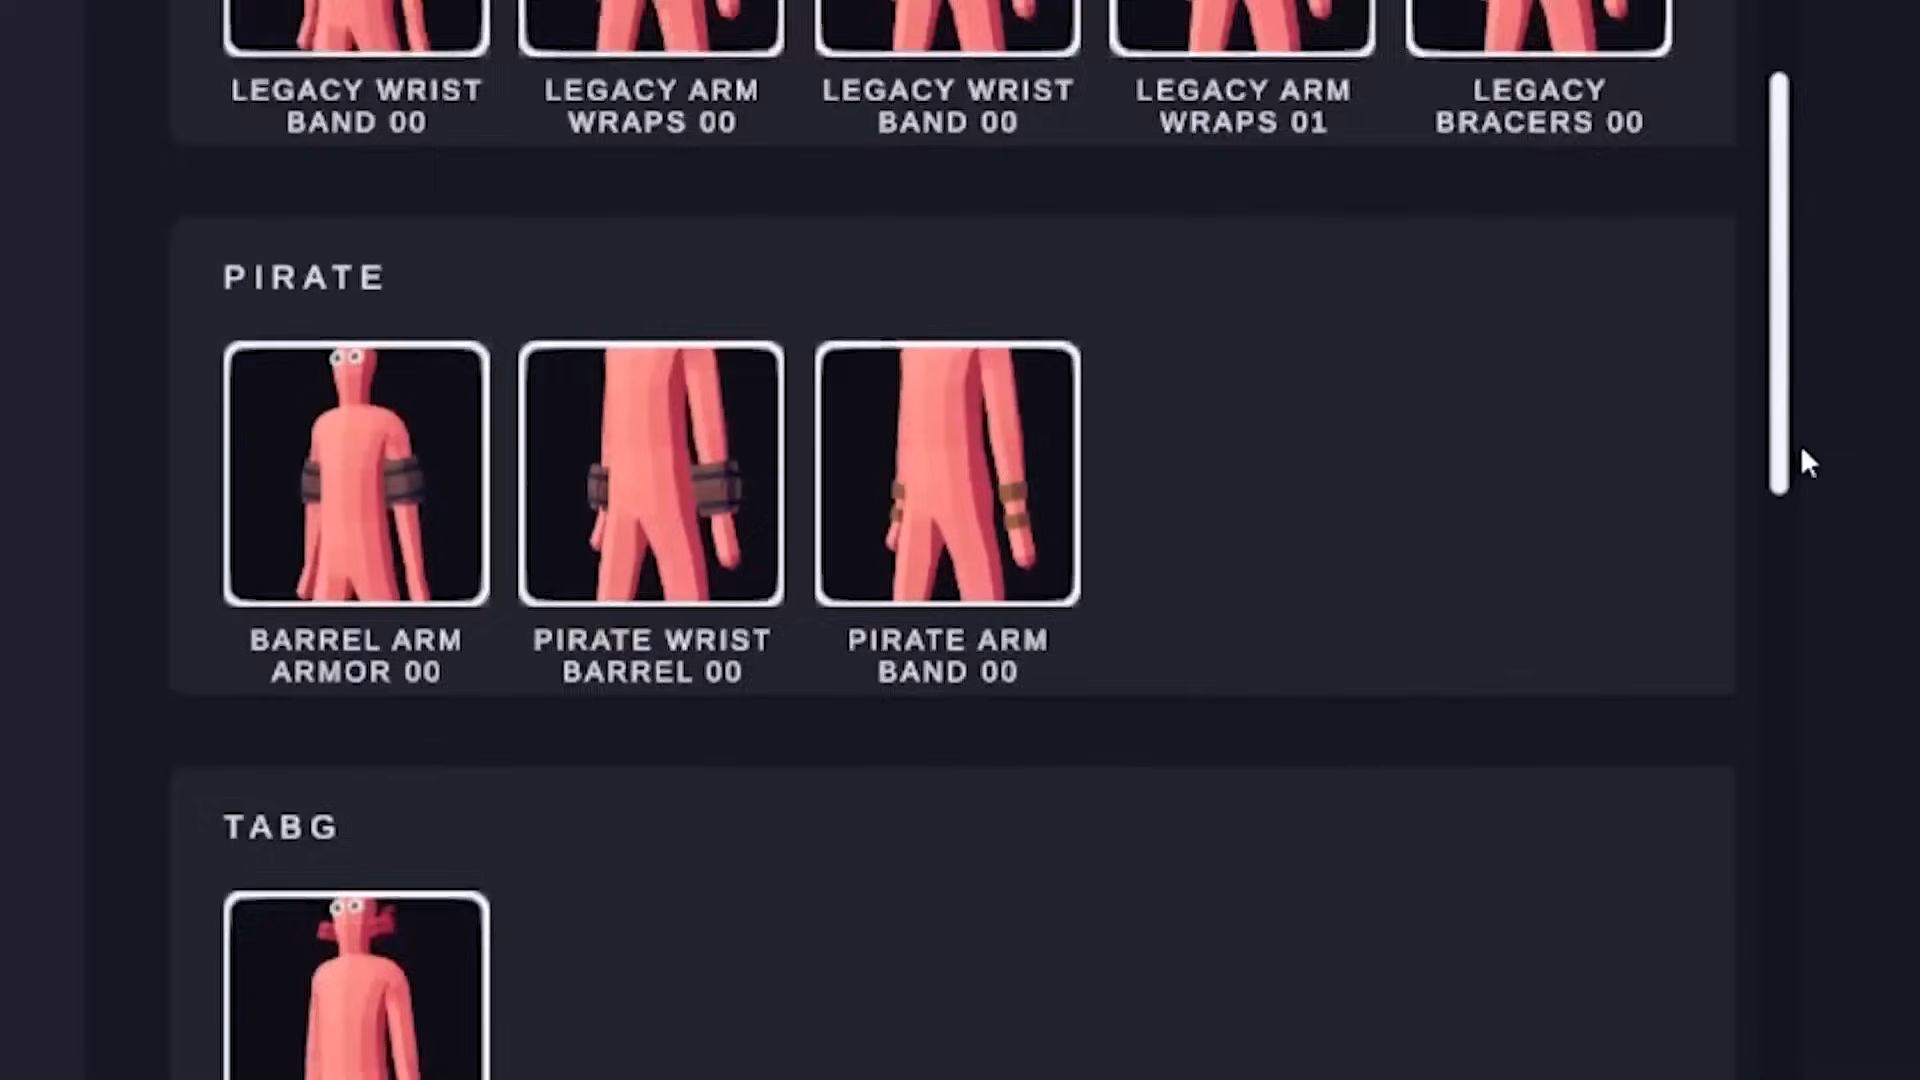 LEGACY WRIST
BAND 00
LEGACY ARM
WRAPS 00
LEGACY WRIST
BAND 00
LEGACY ARM
WRAPS 01
LEGACY
BRACERS 00
PIRATE
BARREL ARM
ARMOR 00
PIRATE WRIST
BARREL 00
PIRATE ARM
BAND 00
TABG